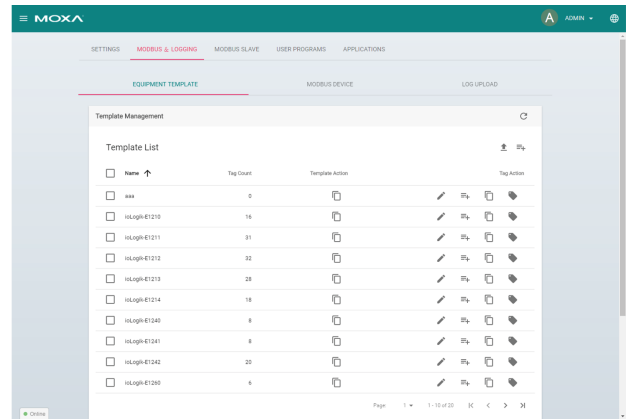 MOXA
A ADMIN
SETTINGS MODBUS & LOGGING MODBUS SLAVE USER PROGRAMS APPLICATIONS
EQUIPMENT TEMPLATE MODBUS DEVICE LOG UPLOAD
Template Management
Template List
Name Tag Count Template Action Tag Action
aaa 0
ioLogik-E1210 16
ioLogik-E1211 31
ioLogik-E1212 32
ioLogik-E1213 28
ioLogik-E1214 18
ioLogik-E1240 8
ioLogik-E1241 8
ioLogik-E1242 20
ioLogik-E1260 6
Page 1 1 - 10 of 20
Online